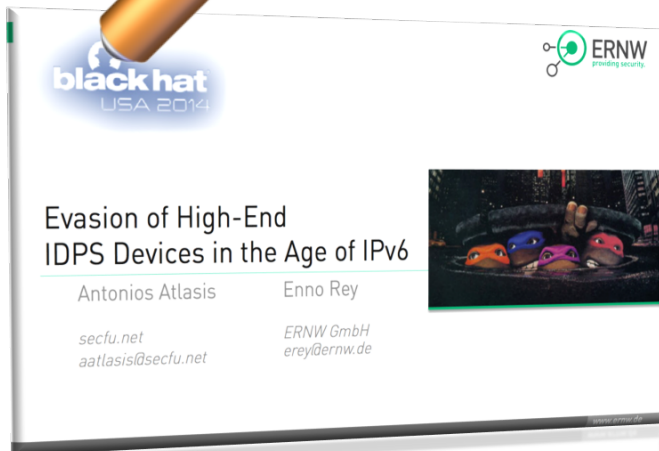 black hat
USA 2014
ERNW
providing security.
Evasion of High-End
IDPS Devices in the Age of IPv6
Antonios Atlasis
Enno Rey
secfu.net
aatlasis@secfu.net
ERNW GmbH
erey@ernw.de
www.ernw.de